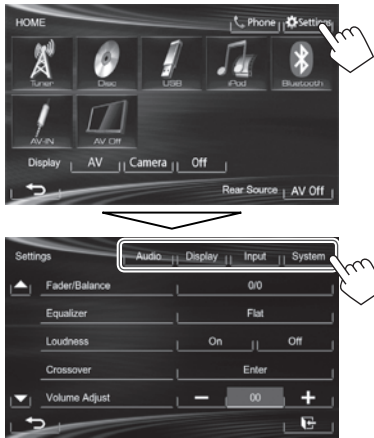 HOME Phone Settings
Tuner Disc USB iPod Bluetooth
AV-IN AV Off
Display AV Camera Off
Rear Source AV Off
Settings Audio Display Input System
Fader/Balance 0/0
Equalizer Flat
Loudness On Off
Crossover Enter
Volume Adjust 00